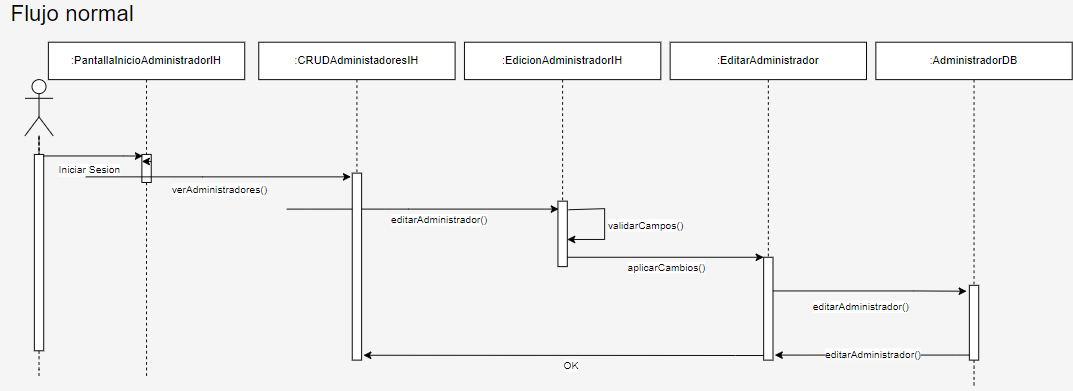 Flujo normal
:PantallaInicioAdministradorIH
:CRUDAdministadoresIH
:EdicionAdministradorIH
:EditarAdministrador
:AdministradorDB
Iniciar Sesion
verAdministradores()
editarAdministrador()
validarCampos()
aplicarCambios()
editarAdministrador()
editarAdministrador()
OK